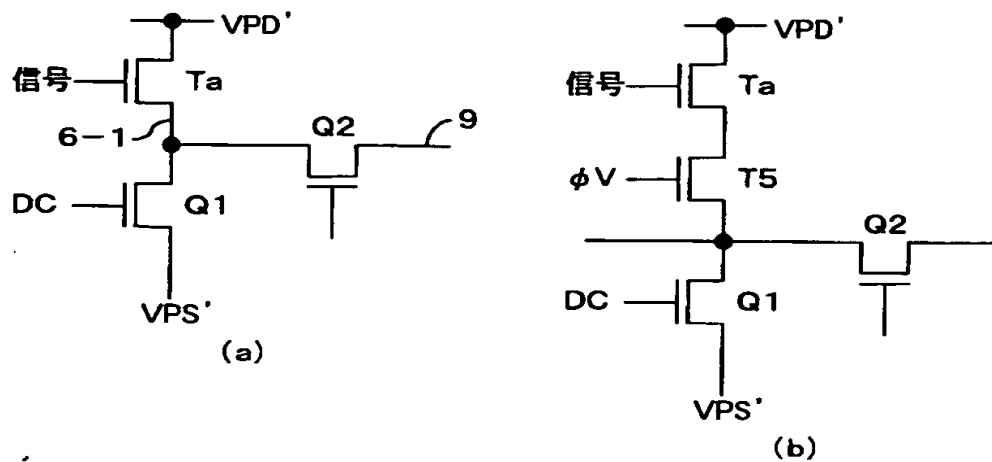 VPD'
信号
Ta
6-1
Q2
9
DC
Q1
VPS'
(a)
VPD'
信号
Ta
φV
T5
Q2
DC
Q1
VPS'
(b)